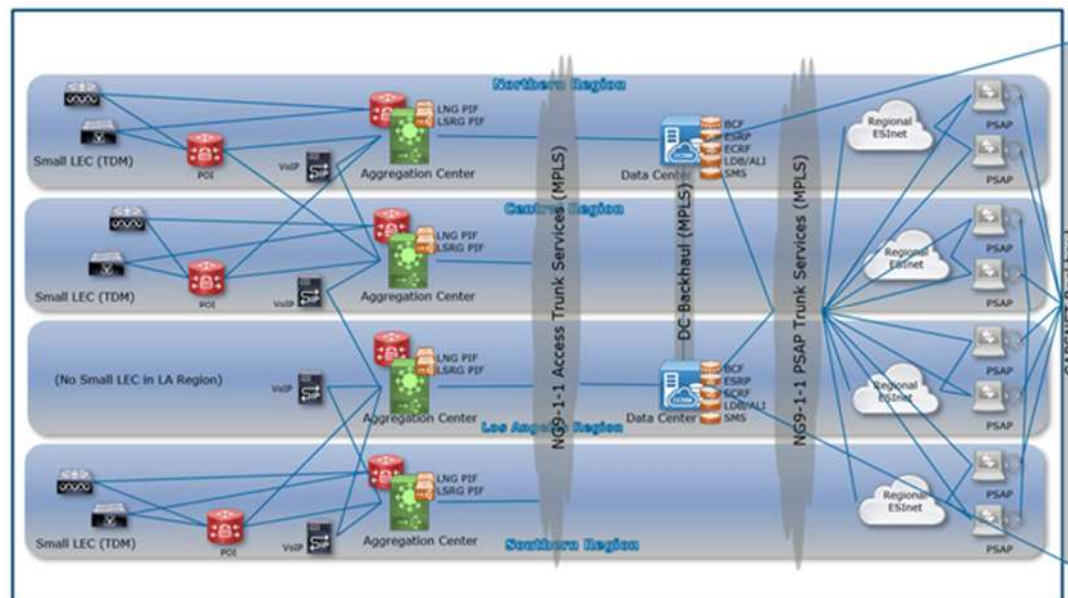 Northern Region
Small LEC (TDM)
POI
VoIP
LNG PIF
LSRG PIF
Aggregation Center
Data Center
BCF
ESRP
ECRF
LDB/ALI
SMS
Regional
ESInet
PSAP
PSAP
Central Region
Small LEC (TDM)
POI
VoIP
LNG PIF
LSRG PIF
Aggregation Center
Regional
ESInet
PSAP
PSAP
(No Small LEC in LA Region)
VoIP
LNG PIF
LSRG PIF
Aggregation Center
Los Angeles Region
Data Center
BCF
ESRP
ECRF
LDB/ALI
SMS
Regional
ESInet
PSAP
PSAP
Small LEC (TDM)
POI
VoIP
LNG PIF
LSRG PIF
Aggregation Center
Southern Region
Regional
ESInet
PSAP
PSAP
NG9-1-1 Access Trunk Services (MPLS)
DC Backhaul (MPLS)
NG9-1-1 PSAP Trunk Services (MPLS)